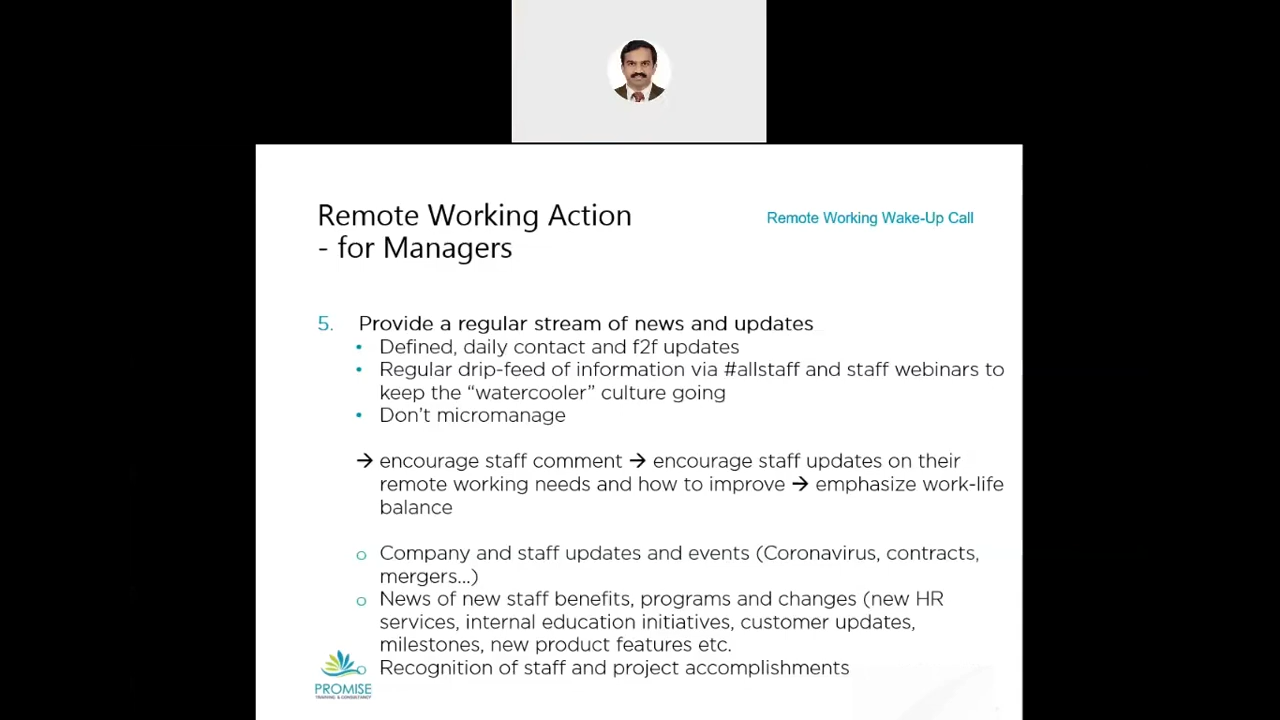 Remote Working Action
- for Managers
Remote Working Wake-Up Call
5. Provide a regular stream of news and updates
• Defined, daily contact and f2f updates
• Regular drip-feed of information via #allstaff and staff webinars to
keep the “watercooler” culture going
• Don’t micromanage
→ encourage staff comment → encourage staff updates on their
remote working needs and how to improve → emphasize work-life
balance
o Company and staff updates and events (Coronavirus, contracts,
mergers...)
o News of new staff benefits, programs and changes (new HR
services, internal education initiatives, customer updates,
milestones, new product features etc.
o Recognition of staff and project accomplishments
PROMISE
TRAINING & CONSULTANCY